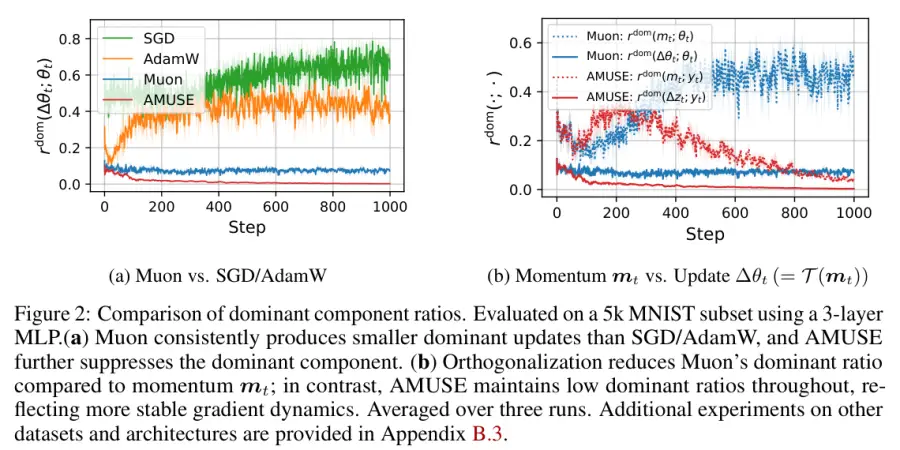 0.8
0.6
0.4
0.2
0.0
r^dom(Δθ_t; θ_t)
SGD
AdamW
Muon
AMUSE
0 200 400 600 800 1000
Step
0.6
0.4
0.2
0.0
r^dom(·; ·)
Muon: r^dom(m_t; θ_t)
Muon: r^dom(Δθ_t; θ_t)
AMUSE: r^dom(m_t; y_t)
AMUSE: r^dom(Δz_t; y_t)
0 200 400 600 800 1000
Step
(a) Muon vs. SGD/AdamW
(b) Momentum m_t vs. Update Δθ_t (= T(m_t))
Figure 2: Comparison of dominant component ratios. Evaluated on a 5k MNIST subset using a 3-layer
MLP.(a) Muon consistently produces smaller dominant updates than SGD/AdamW, and AMUSE
further suppresses the dominant component. (b) Orthogonalization reduces Muon's dominant ratio
compared to momentum m_t; in contrast, AMUSE maintains low dominant ratios throughout, re-
flecting more stable gradient dynamics. Averaged over three runs. Additional experiments on other
datasets and architectures are provided in Appendix B.3.